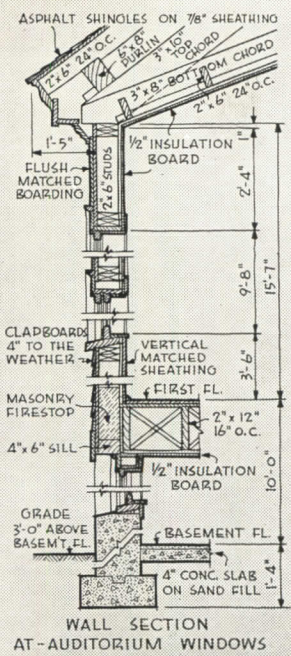 ASPHALT SHINGLES ON 7/8" SHEATHING
2"x6" 24" O.C.
6"x8"
PURLIN
3"x10"
TOP
CHORD
3"x8" BOTTOM CHORD
2"x6" 24" O.C.
1'-5"
FLUSH
MATCHED
BOARDING
2"x6" STUDS
1/2" INSULATION
BOARD
1"
2'-4"
9'-8"
15'-7"
3'-6"
CLAPBOARD
4" TO THE
WEATHER
VERTICAL
MATCHED
SHEATHING
FIRST FL.
MASONRY
FIRESTOP
2"x12"
16" O.C.
4"x6" SILL
1/2" INSULATION
BOARD
10'-0"
GRADE
3'-0" ABOVE
BASEM'T. FL.
BASEMENT FL.
4" CONC. SLAB
ON SAND FILL
1'-4"
WALL SECTION
AT-AUDITORIUM WINDOWS